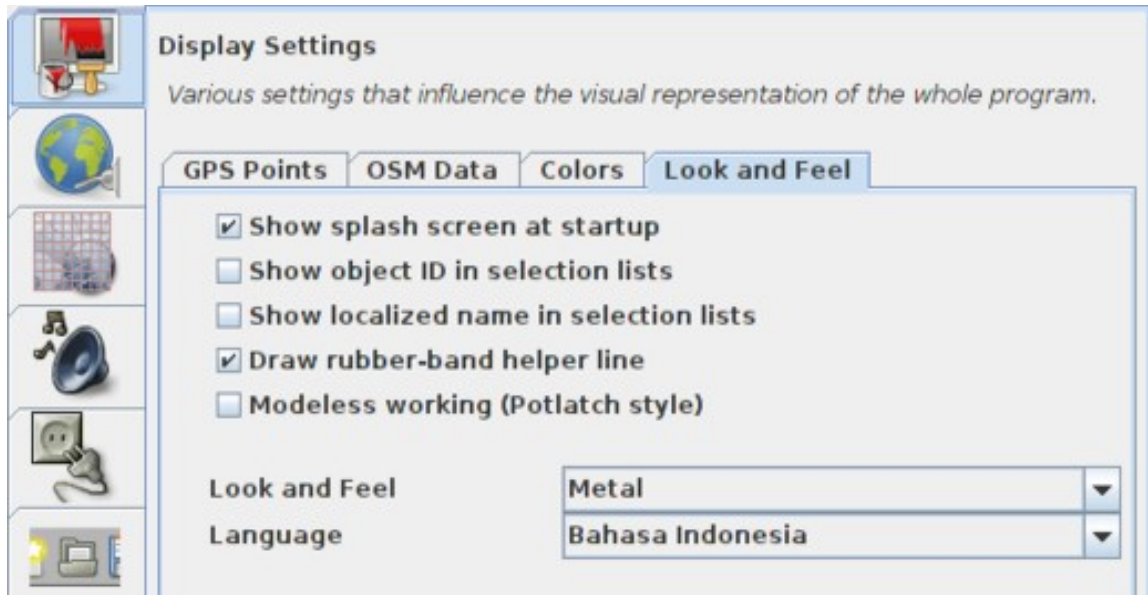 Display Settings
Various settings that influence the visual representation of the whole program.
GPS Points OSM Data Colors Look and Feel
Show splash screen at startup
Show object ID in selection lists
Show localized name in selection lists
Draw rubber-band helper line
Modeless working (Potlatch style)
Look and Feel Metal
Language Bahasa Indonesia